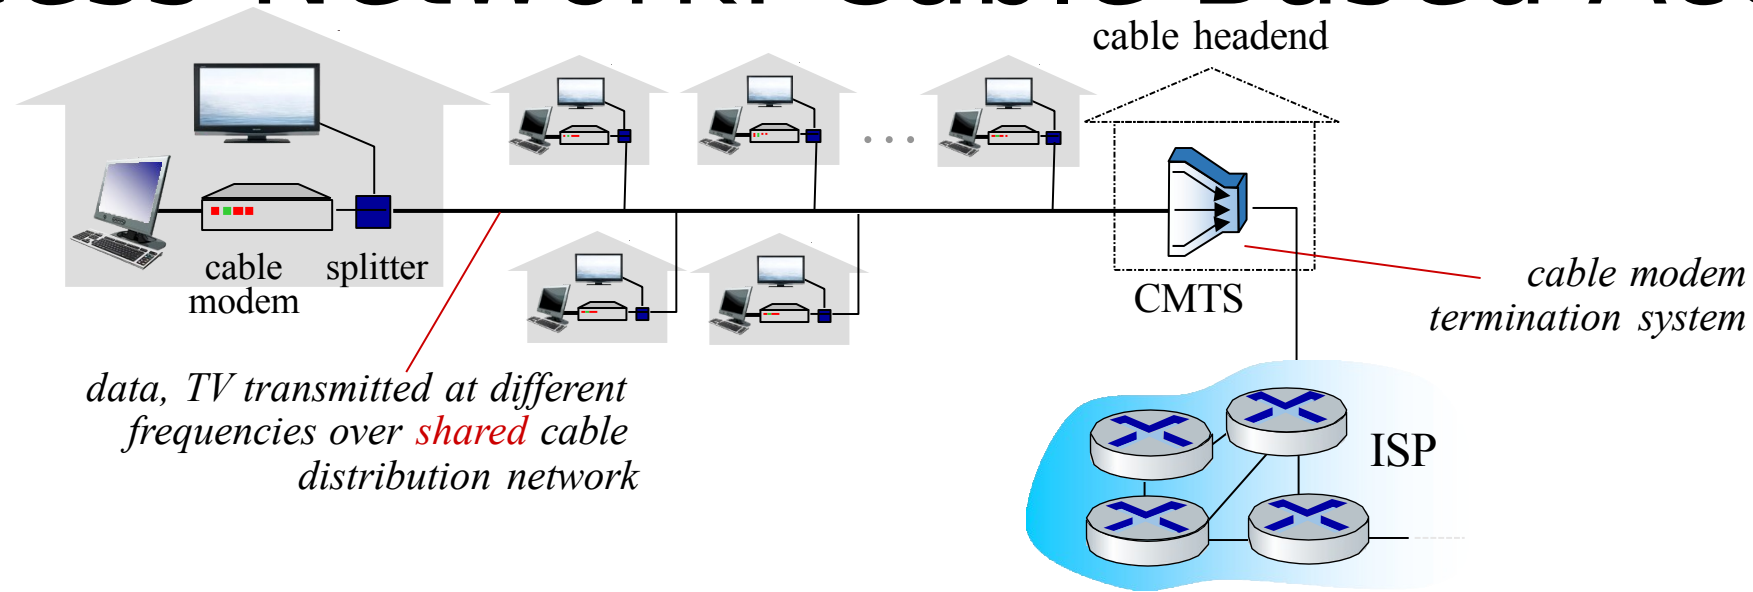 cable headend
cable
modem
splitter
CMTS
cable modem
termination system
data, TV transmitted at different
frequencies over shared cable
distribution network
ISP